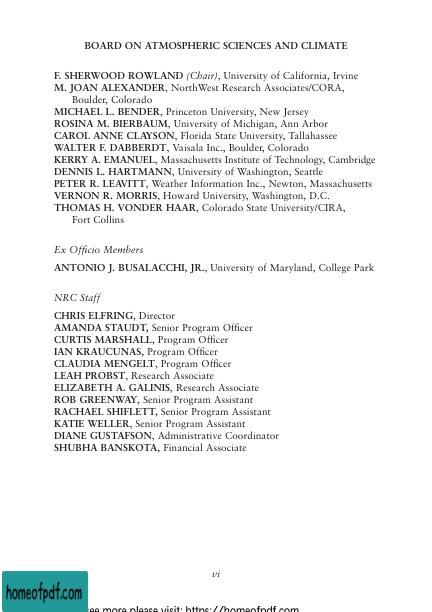 BOARD ON ATMOSPHERIC SCIENCES AND CLIMATE
F. SHERWOOD ROWLAND (Chair), University of California, Irvine
M. JOAN ALEXANDER, NorthWest Research Associates/CORA,
Boulder, Colorado
MICHAEL L. BENDER, Princeton University, New Jersey
ROSINA M. BIERBAUM, University of Michigan, Ann Arbor
CAROL ANNE CLAYSON, Florida State University, Tallahassee
WALTER F. DABBERDT, Vaisala Inc., Boulder, Colorado
KERRY A. EMANUEL, Massachusetts Institute of Technology, Cambridge
DENNIS L. HARTMANN, University of Washington, Seattle
PETER R. LEAVITT, Weather Information Inc., Newton, Massachusetts
VERNON R. MORRIS, Howard University, Washington, D.C.
THOMAS H. VONDER HAAR, Colorado State University/CIRA,
Fort Collins
Ex Officio Members
ANTONIO J. BUSALACCHI, JR., University of Maryland, College Park
NRC Staff
CHRIS ELFRING, Director
AMANDA STAUDT, Senior Program Officer
CURTIS MARSHALL, Program Officer
IAN KRAUCUNAS, Program Officer
CLAUDIA MENGELT, Program Officer
LEAH PROBST, Research Associate
ELIZABETH A. GALINIS, Research Associate
ROB GREENWAY, Senior Program Assistant
RACHAEL SHIFLETT, Senior Program Assistant
KATIE WELLER, Senior Program Assistant
DIANE GUSTAFSON, Administrative Coordinator
SHUBHA BANSKOTA, Financial Associate
vi
homeofpdf.com
see more please visit: https://homeofpdf.com